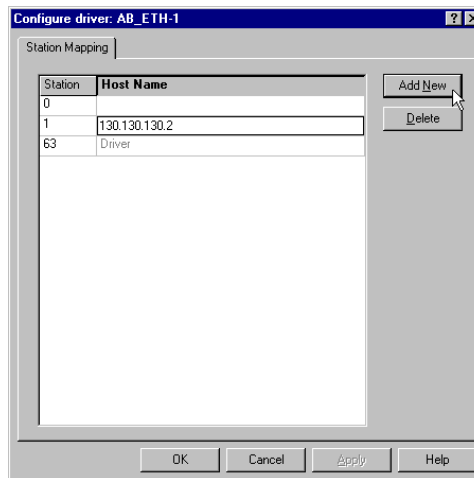 Configure driver: AB_ETH-1
Station Mapping
Station Host Name
0
1 130.130.130.2
63 Driver
Add New
Delete
OK Cancel Apply Help